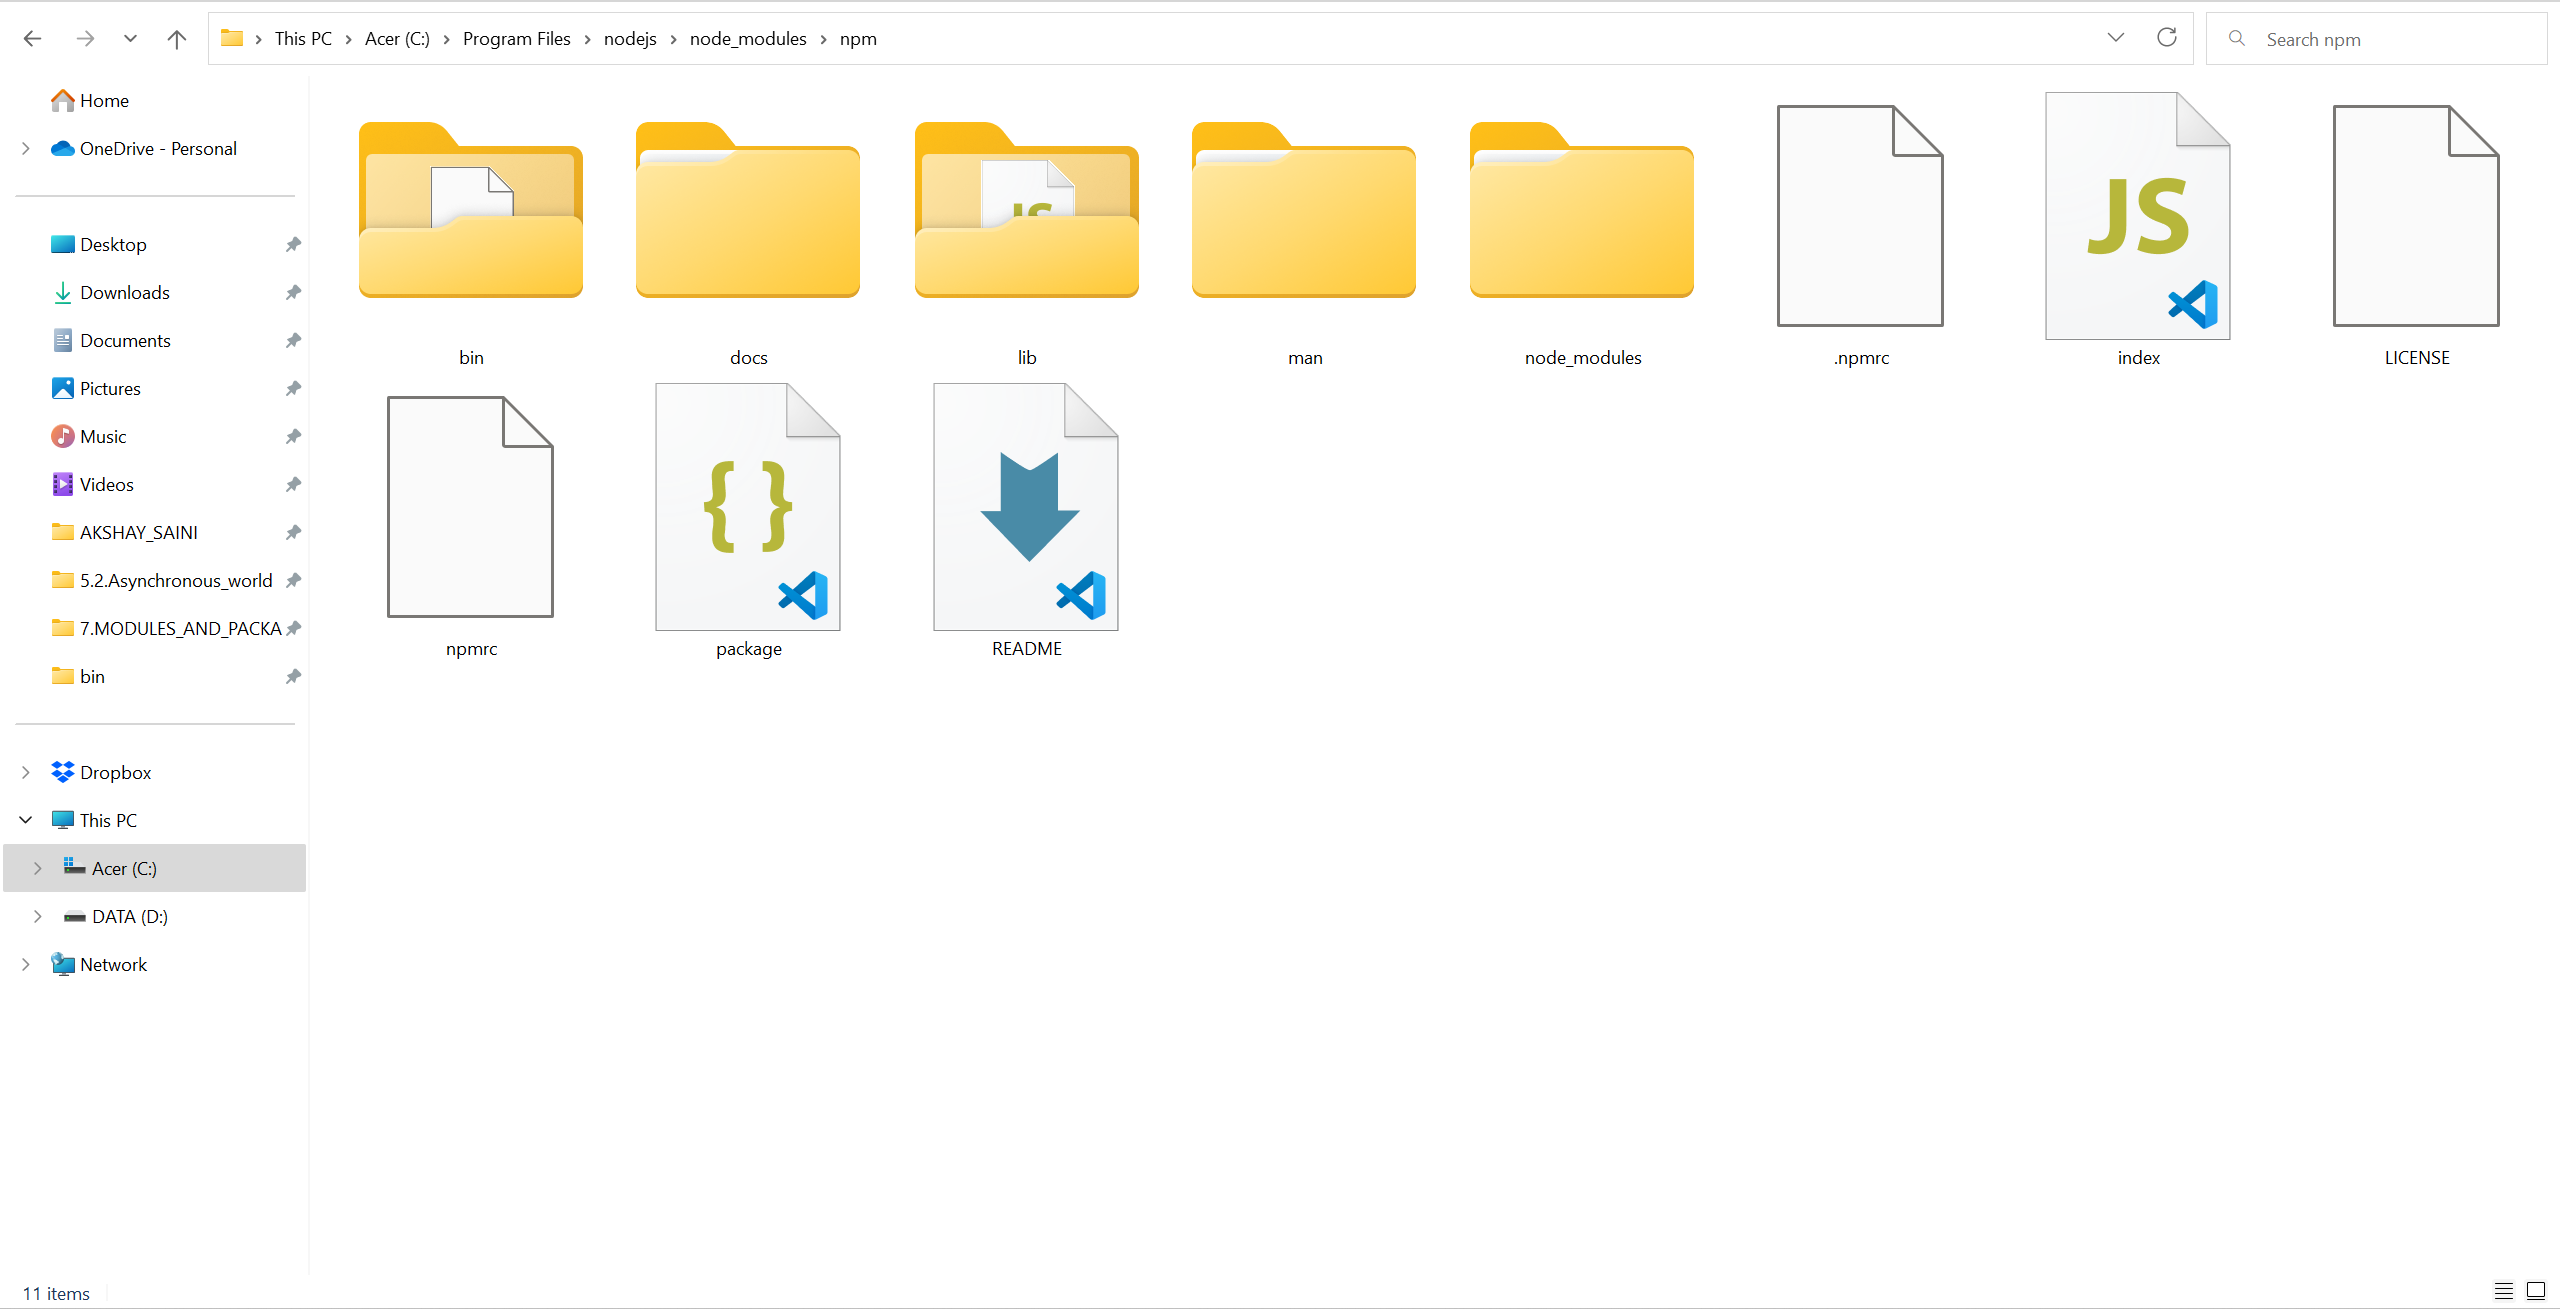 This PC > Acer (C:) > Program Files > nodejs > node_modules > npm
Search npm
Home
OneDrive - Personal
Desktop
Downloads
Documents
Pictures
Music
Videos
AKSHAY_SAINI
5.2.Asynchronous_world
7.MODULES_AND_PACKA
bin
Dropbox
This PC
Acer (C:)
DATA (D:)
Network
bin docs lib man node_modules .npmrc index LICENSE
JS
JS
npmrc package README
{ }
11 items